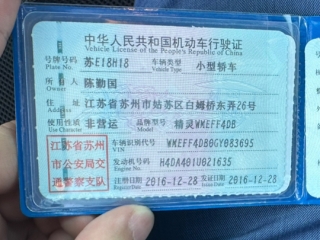 中华人民共和国机动车行驶证
Vehicle License of the People's Republic of China
号牌号码 苏E18H18 车辆类型 小型轿车
Plate No. Vehicle Type
所有人 陈勤国
Owner
住址 江苏省苏州市姑苏区白姆桥东弄26号
Address
使用性质 非营运 品牌型号 精灵WMEFF4DB
Use Character Model
江苏省苏州市公安局交通警察支队
车辆识别代号 WMEFF4DB0GY083695
VIN
发动机号码 H4DA401U021635
Engine No.
注册日期 2016-12-28 发证日期 2016-12-28
Register Date Issue Date